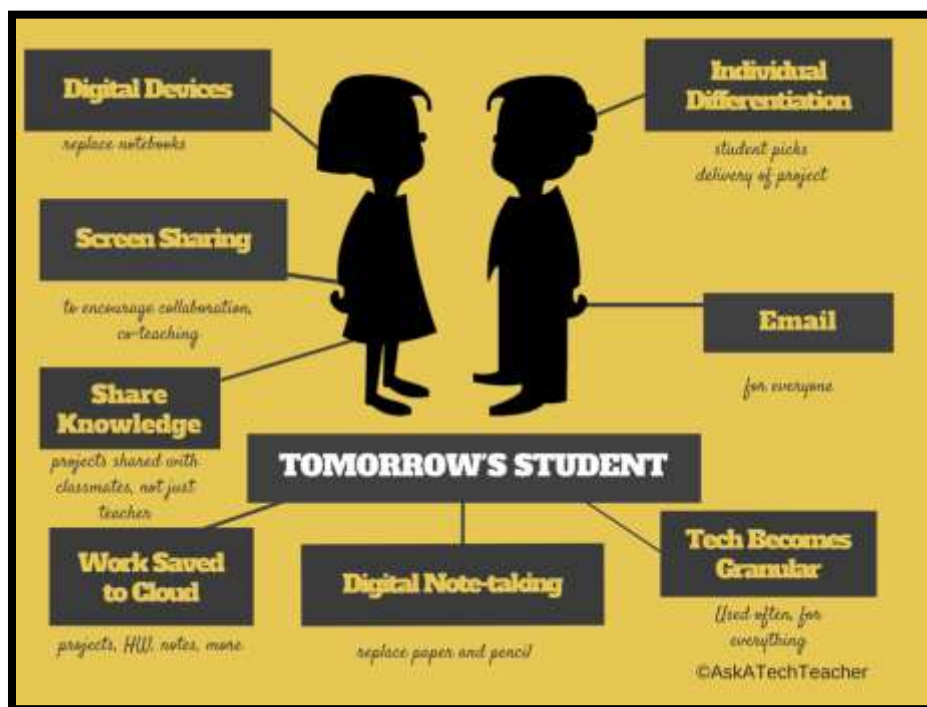 Digital Devices
replace notebooks
Individual
Differentiation
student picks
delivery of project
Screen Sharing
to encourage collaboration,
co-teaching
Email
for everyone
Share
Knowledge
projects shared with
classmates, not just
teacher
TOMORROW'S STUDENT
Work Saved
to Cloud
projects, HW, notes, more
Digital Note-taking
replace paper and pencil
Tech Becomes
Granular
Used often, for
everything
©AskATechTeacher